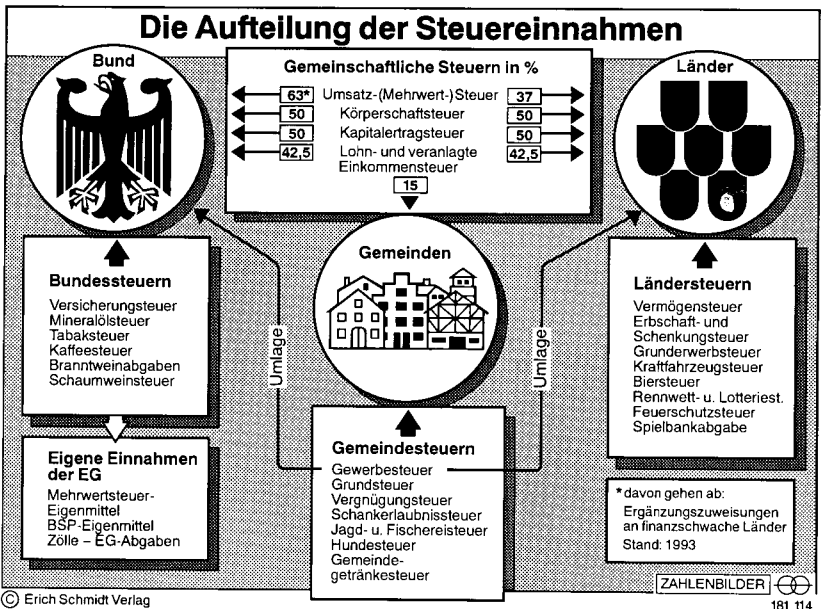 Die Aufteilung der Steuereinnahmen
Bund
Gemeinschaftliche Steuern in %
63* Umsatz-(Mehrwert-)Steuer 37
50 Körperschaftsteuer 50
50 Kapitalertragsteuer 50
42,5 Lohn- und veranlagte 42,5
Einkommensteuer
15
Länder
Bundessteuern
Versicherungsteuer
Mineralölsteuer
Tabaksteuer
Kaffeesteuer
Branntweinabgaben
Schaumweinsteuer
Eigene Einnahmen
der EG
Mehrwertsteuer-
Eigenmittel
BSP-Eigenmittel
Zölle – EG-Abgaben
Umlage
Gemeinden
Umlage
Gemeindesteuern
Gewerbesteuer
Grundsteuer
Vergnügungsteuer
Schankerlaubnissteuer
Jagd- u. Fischereisteuer
Hundesteuer
Gemeinde-
getränkesteuer
Ländersteuern
Vermögensteuer
Erbschaft- und
Schenkungsteuer
Grunderwerbsteuer
Kraftfahrzeugsteuer
Biersteuer
Rennwett- u. Lotteriest.
Feuerschutzsteuer
Spielbankabgabe
* davon gehen ab:
Ergänzungszuweisungen
an finanzschwache Länder
Stand: 1993
ZAHLENBILDER
© Erich Schmidt Verlag
181 114